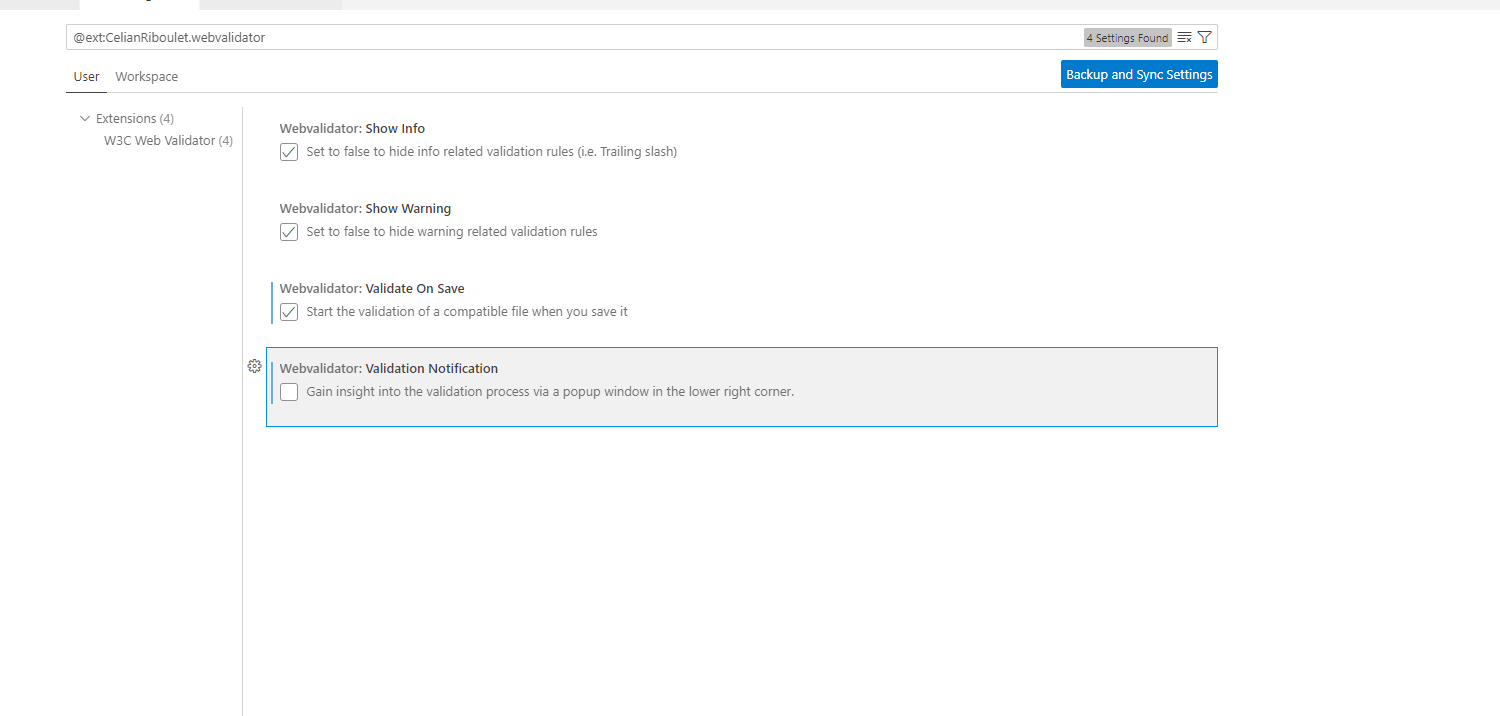 @ext:CelianRiboulet.webvalidator
4 Settings Found
User Workspace
Backup and Sync Settings
Extensions (4)
W3C Web Validator (4)
Webvalidator: Show Info
Set to false to hide info related validation rules (i.e. Trailing slash)
Webvalidator: Show Warning
Set to false to hide warning related validation rules
Webvalidator: Validate On Save
Start the validation of a compatible file when you save it
Webvalidator: Validation Notification
Gain insight into the validation process via a popup window in the lower right corner.